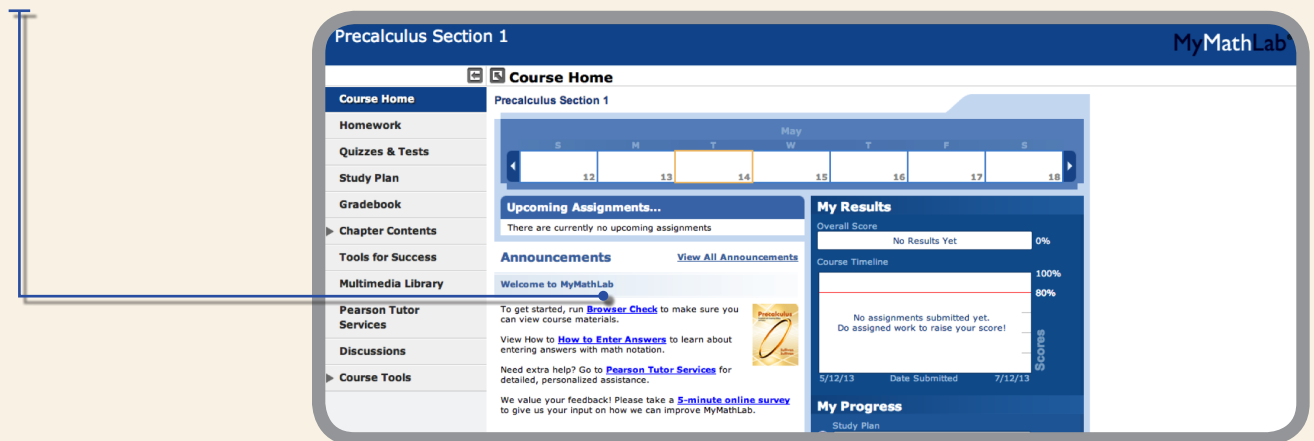 Precalculus Section 1
MyMathLab®
Course Home
Course Home
Homework
Quizzes & Tests
Study Plan
Gradebook
Chapter Contents
Tools for Success
Multimedia Library
Pearson Tutor
Services
Discussions
Course Tools
Precalculus Section 1
May
S M T W T F S
12 13 14 15 16 17 18
Upcoming Assignments...
There are currently no upcoming assignments
Announcements View All Announcements
Welcome to MyMathLab
To get started, run Browser Check to make sure you
can view course materials.
View How to How to Enter Answers to learn about
entering answers with math notation.
Need extra help? Go to Pearson Tutor Services for
detailed, personalized assistance.
We value your feedback! Please take a 5-minute online survey
to give us your input on how we can improve MyMathLab.
Precalculus
My Results
Overall Score
No Results Yet 0%
Course Timeline
100%
80%
No assignments submitted yet.
Do assigned work to raise your score!
Scores
5/12/13 Date Submitted 7/12/13
My Progress
Study Plan